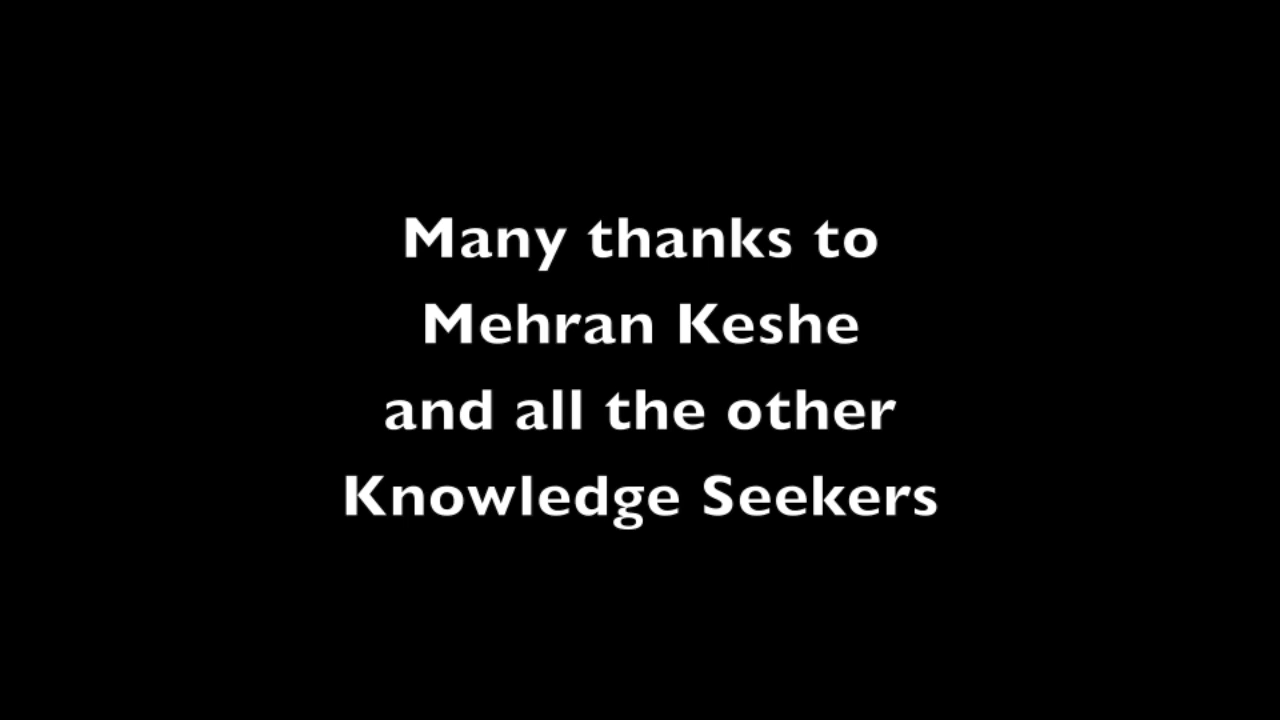 Many thanks to
Mehran Keshe
and all the other
Knowledge Seekers